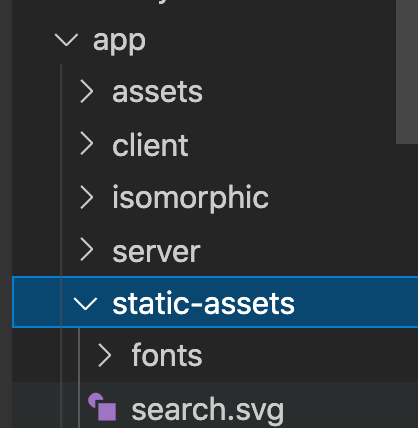 app
assets
client
isomorphic
server
static-assets
fonts
search.svg